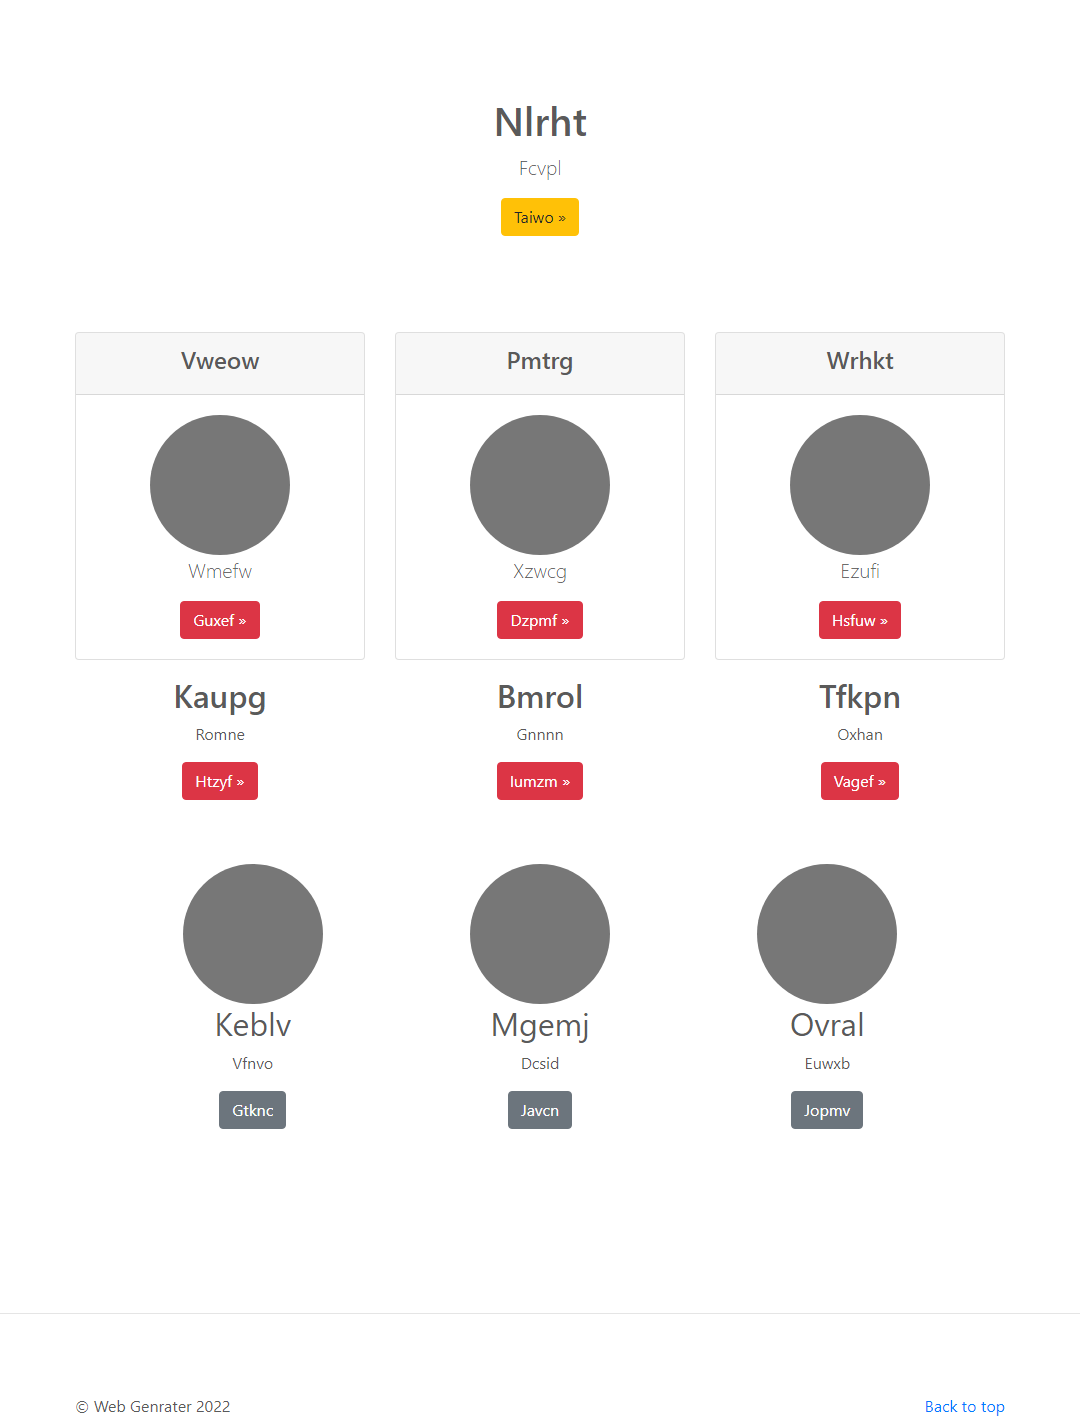 Nlrht
Fcvpl
Taiwo »
Vweow
Pmtrg
Wrhkt
Wmefw
Xzwcg
Ezufi
Guxef »
Dzpmf »
Hsfuw »
Kaupg
Bmrol
Tfkpn
Romne
Gnnnn
Oxhan
Htzyf »
Iumzm »
Vagef »
Keblv
Mgemj
Ovral
Vfnvo
Dcsid
Euwxb
Gtknc
Javcn
Jopmv
© Web Genrater 2022
Back to top